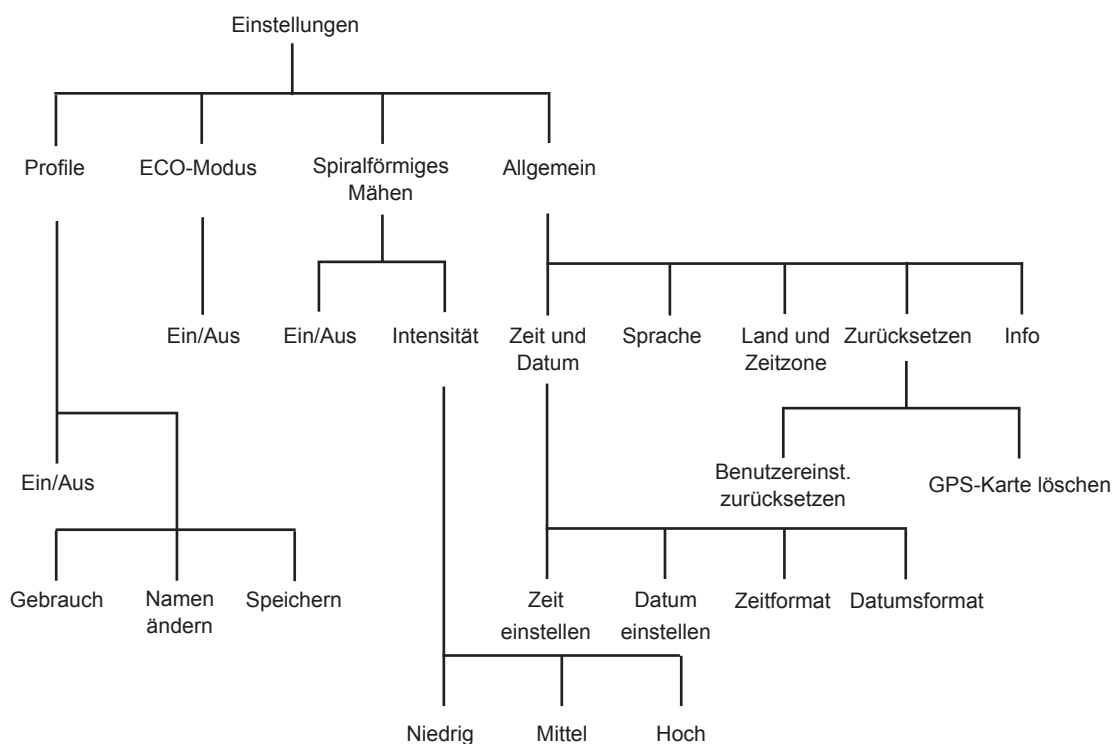 Einstellungen
Profile
ECO-Modus
Spiralförmiges
Mähen
Allgemein
Ein/Aus
Ein/Aus
Intensität
Zeit und
Datum
Sprache
Land und
Zeitzone
Zurücksetzen
Info
Ein/Aus
Benutzereinst.
zurücksetzen
GPS-Karte löschen
Gebrauch
Namen
ändern
Speichern
Zeit
einstellen
Datum
einstellen
Zeitformat
Datumsformat
Niedrig
Mittel
Hoch